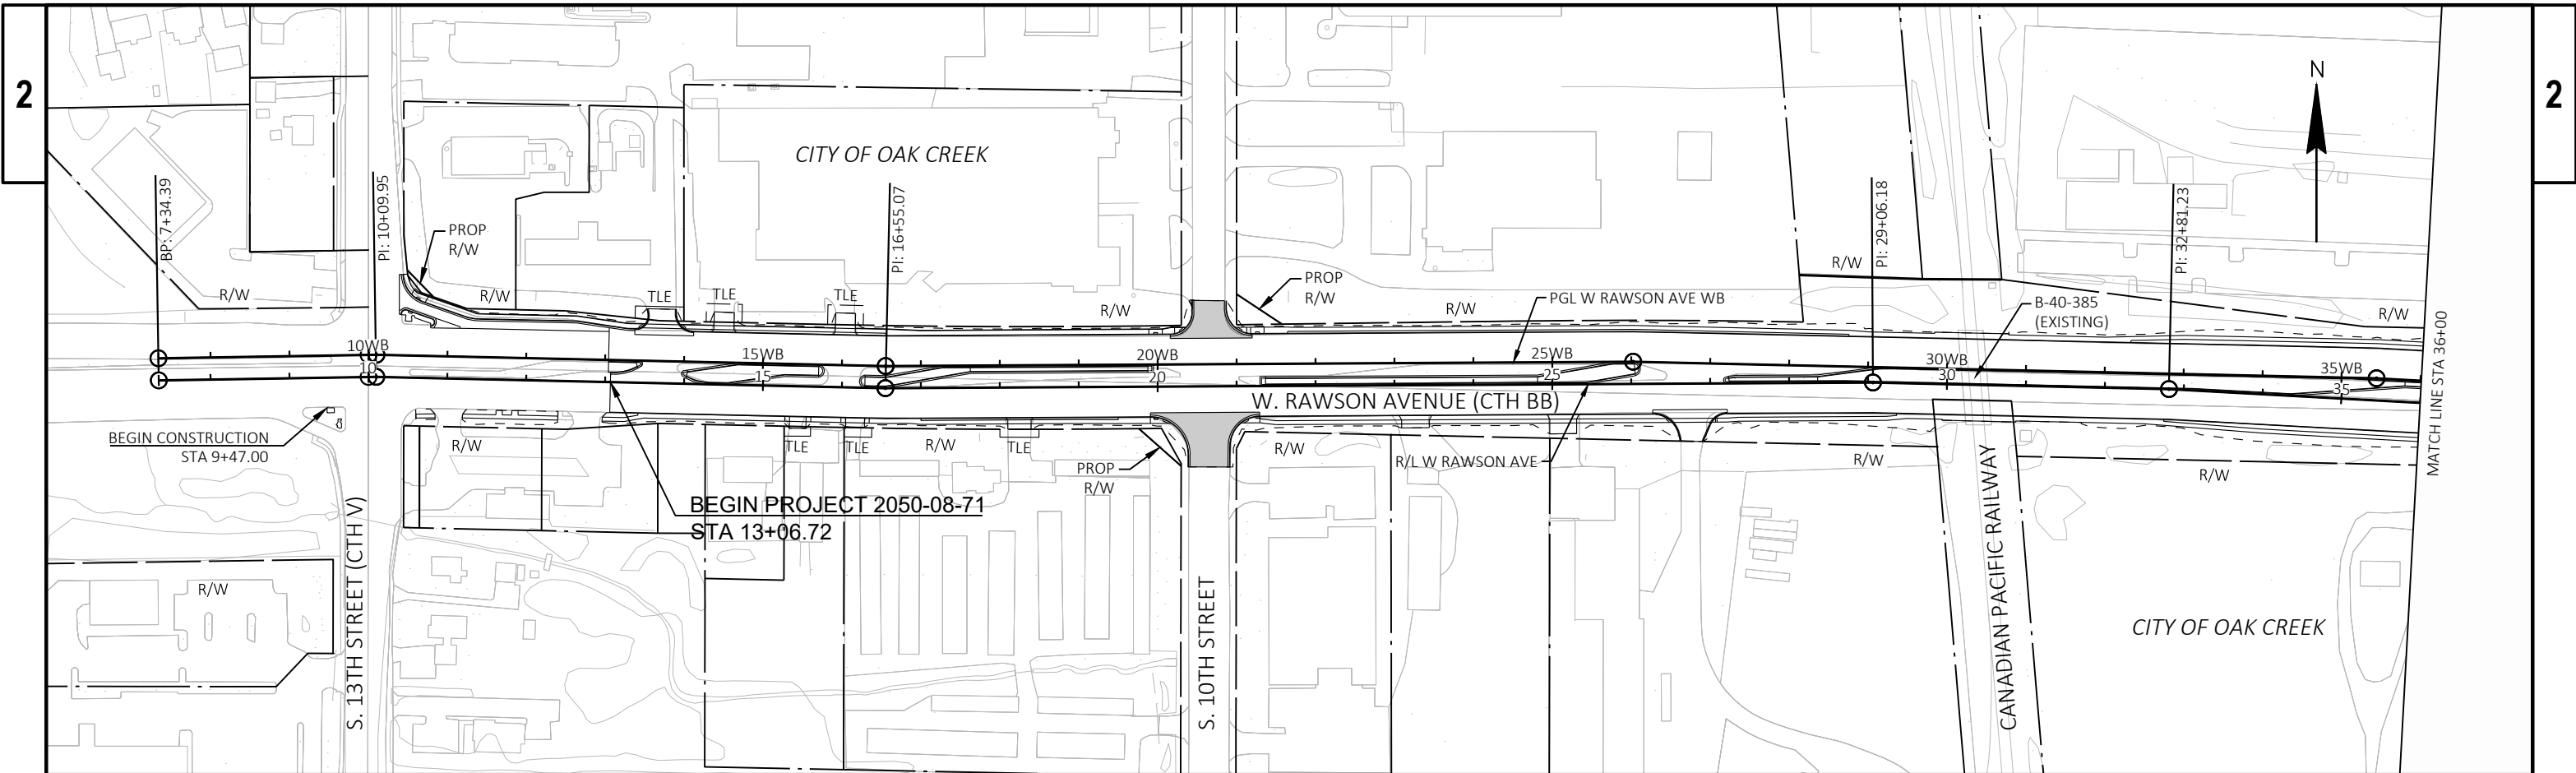 2
2
N
CITY OF OAK CREEK
BP: 7+34.39
PI: 10+09.95
PI: 16+55.07
PI: 29+06.18
PI: 32+81.23
PROP
R/W
R/W
R/W
TLE
TLE
TLE
R/W
PROP
R/W
R/W
PGL W RAWSON AVE WB
R/W
B-40-385
(EXISTING)
R/W
MATCH LINE STA 36+00
10WB
15WB
20WB
25WB
30WB
35WB
10
15
20
25
30
35
W. RAWSON AVENUE (CTH BB)
BEGIN CONSTRUCTION
STA 9+47.00
R/W
TLE
TLE
R/W
TLE
PROP
R/W
R/W
R/L W RAWSON AVE
R/W
R/W
BEGIN PROJECT 2050-08-71
STA 13+06.72
R/W
S. 13TH STREET (CTH V)
S. 10TH STREET
CANADIAN PACIFIC RAILWAY
CITY OF OAK CREEK